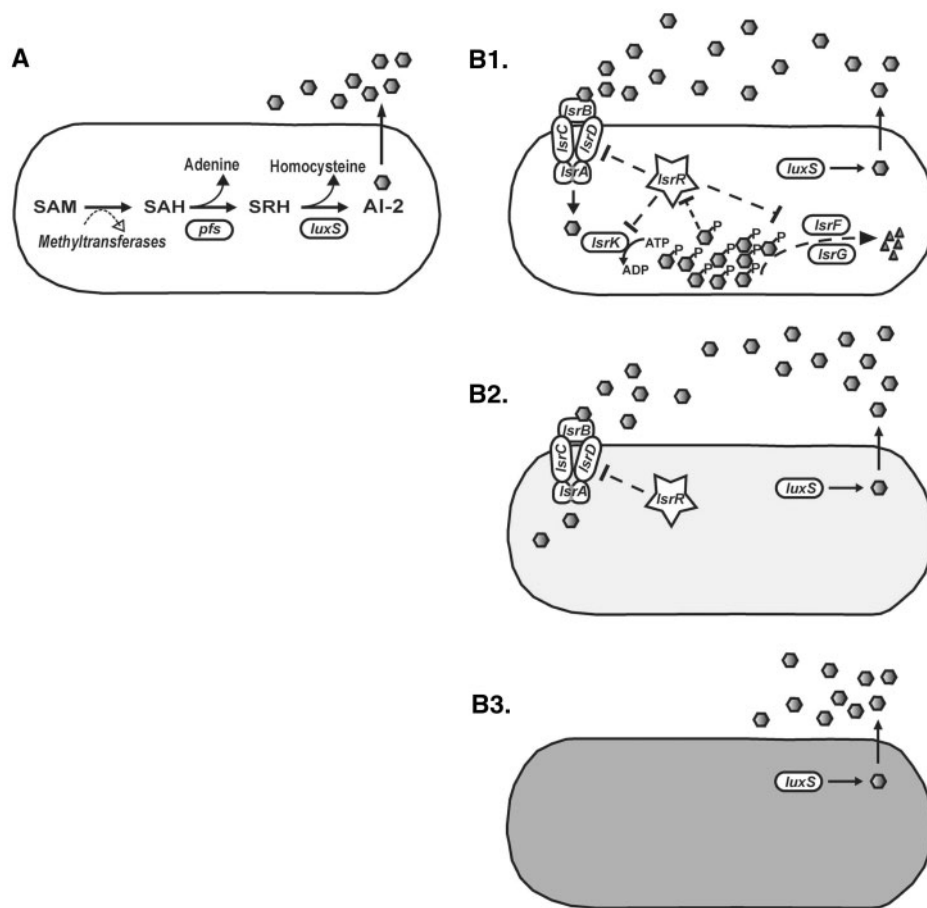 A
Adenine
Homocysteine
SAM
SAH
SRH
AI-2
Methyltransferases
pfs
luxS
B1.
lsrB
lsrC
lsrD
lsrA
lsrR
luxS
lsrK
ATP
ADP
P
P
P
P
P
P
P
P
P
P
P
lsrF
lsrG
B2.
lsrB
lsrC
lsrD
lsrA
lsrR
luxS
B3.
luxS